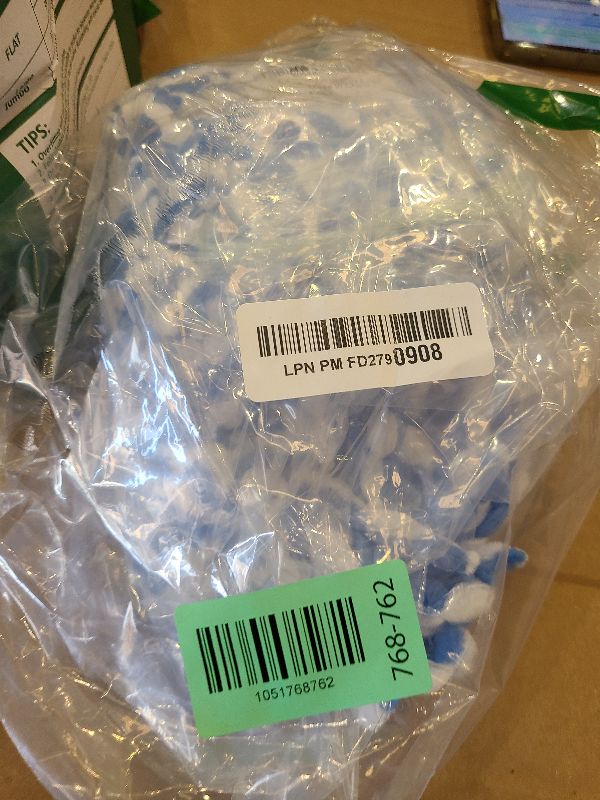 FLAT
TIPS:
LPN PM FD2790908
1051768762
768-762